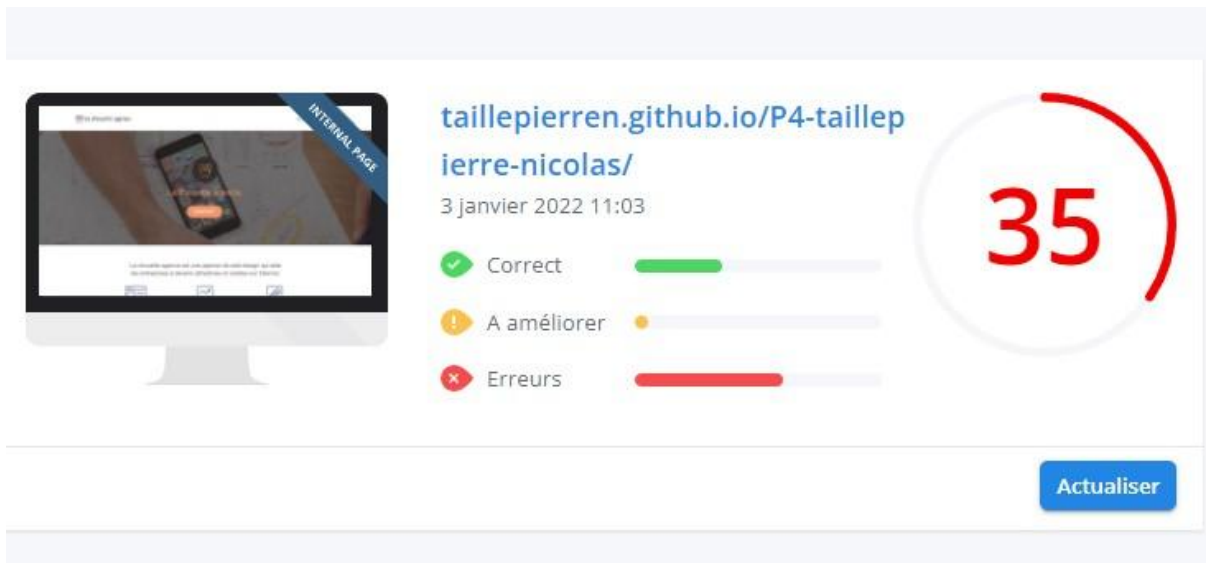 INTERNAL PAGE
taillepierren.github.io/P4-taillep
ierre-nicolas/
3 janvier 2022 11:03
Correct
A améliorer
Erreurs
35
Actualiser